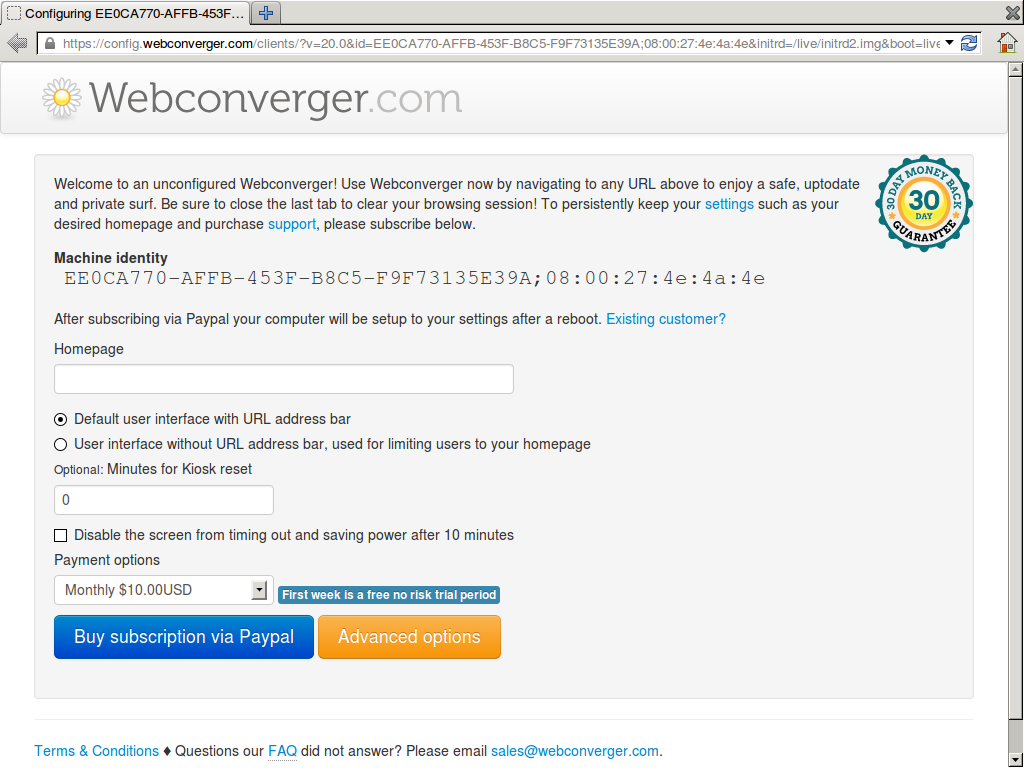 Configuring EE0CA770-AFFB-453F...
https://config.webconverger.com/clients/?v=20.0&id=EE0CA770-AFFB-453F-B8C5-F9F73135E39A;08:00:27:4e:4a:4e&initrd=/live/initrd2.img&boot=live
Webconverger.com
30 DAY MONEY BACK
30
DAY
GUARANTEE
Welcome to an unconfigured Webconverger! Use Webconverger now by navigating to any URL above to enjoy a safe, uptodate
and private surf. Be sure to close the last tab to clear your browsing session! To persistently keep your settings such as your
desired homepage and purchase support, please subscribe below.
Machine identity
EE0CA770-AFFB-453F-B8C5-F9F73135E39A;08:00:27:4e:4a:4e
After subscribing via Paypal your computer will be setup to your settings after a reboot. Existing customer?
Homepage
Default user interface with URL address bar
User interface without URL address bar, used for limiting users to your homepage
Optional: Minutes for Kiosk reset
0
Disable the screen from timing out and saving power after 10 minutes
Payment options
Monthly $10.00USD First week is a free no risk trial period
Buy subscription via Paypal Advanced options
Terms & Conditions ♦ Questions our FAQ did not answer? Please email sales@webconverger.com.